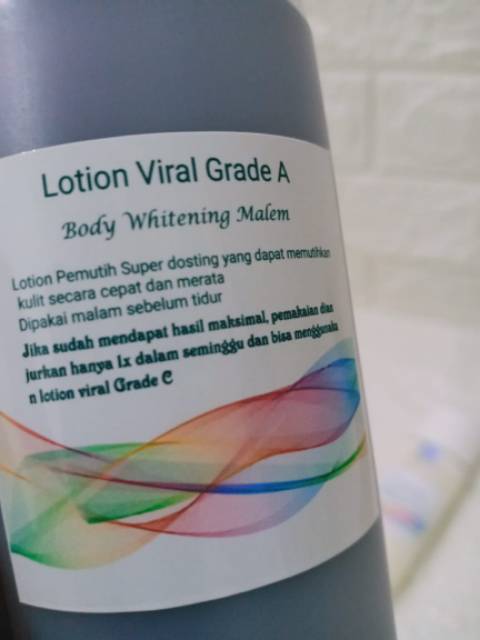 Lotion Viral Grade A
Body Whitening Malem
Lotion Pemutih Super dosting yang dapat memutihkan
kulit secara cepat dan merata
Dipakai malam sebelum tidur
Jika sudah mendapat hasil maksimal, pemakaian dian
jurkan hanya 1x dalam seminggu dan bisa menggunaka
n lotion viral Grade C